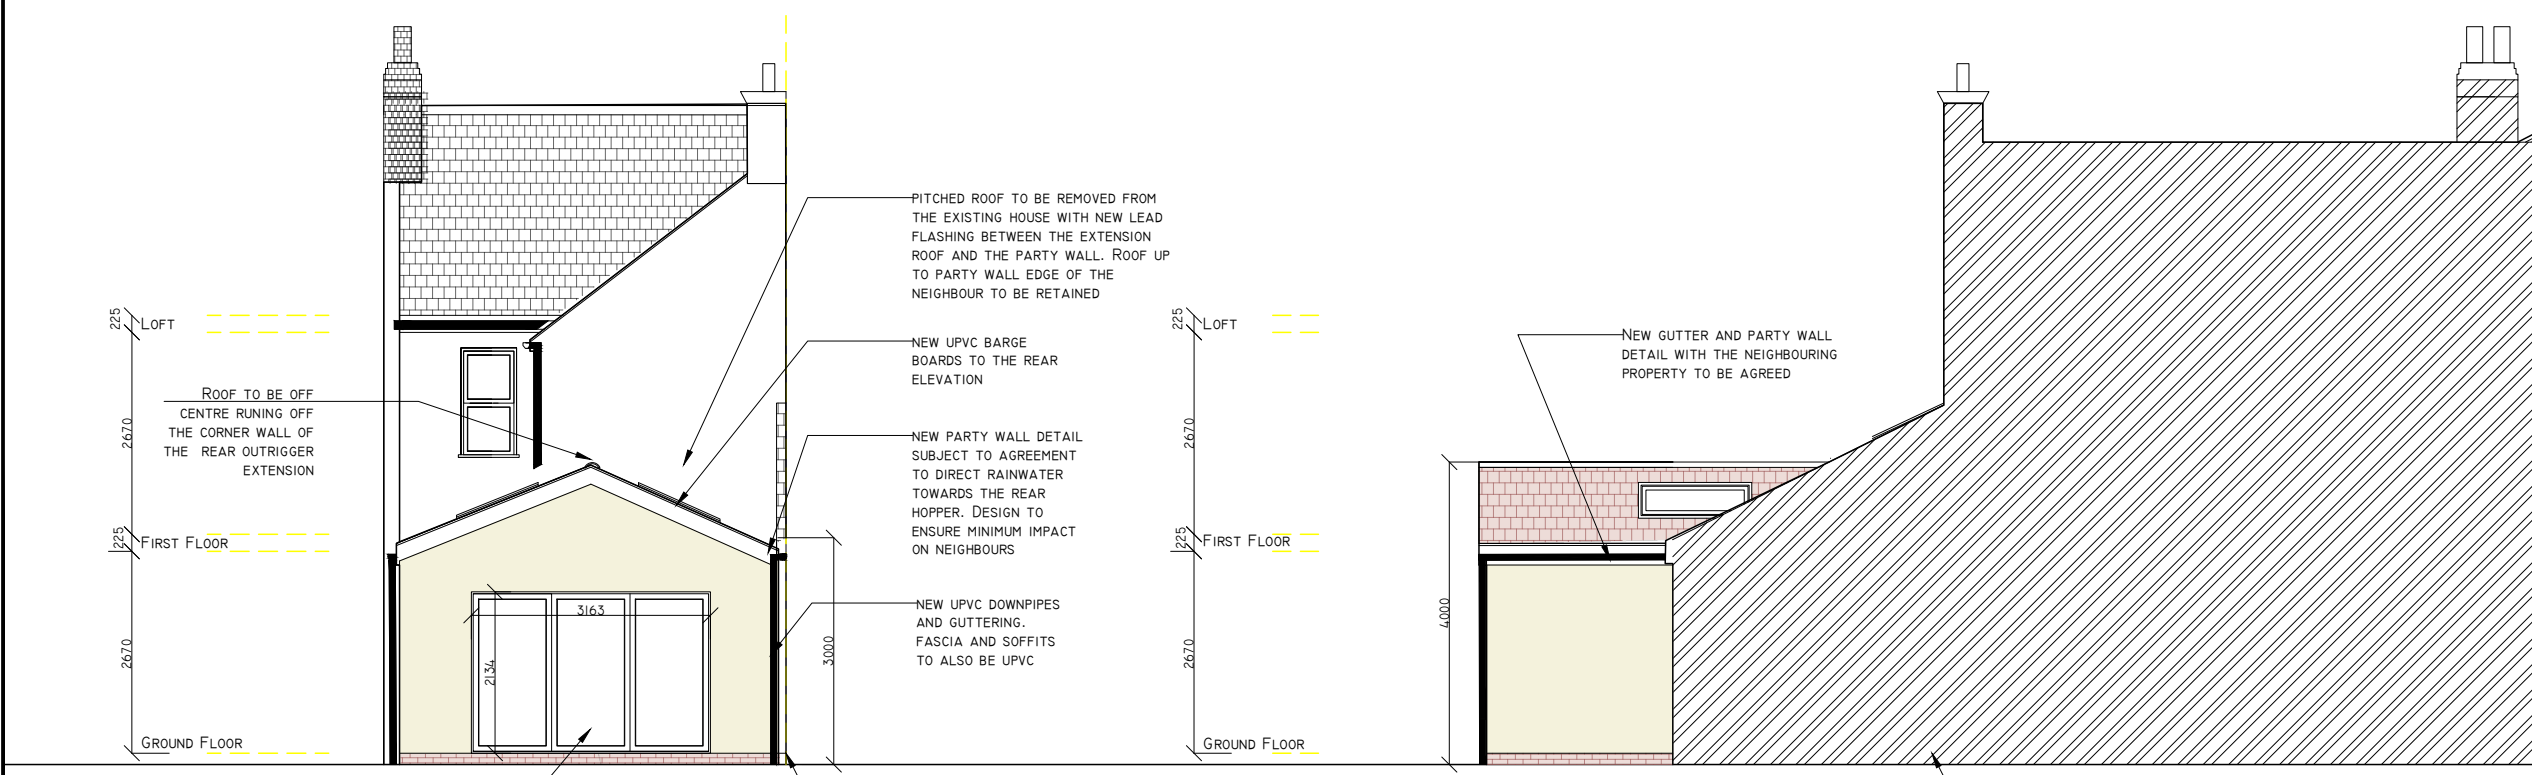 PITCHED ROOF TO BE REMOVED FROM
THE EXISTING HOUSE WITH NEW LEAD
FLASHING BETWEEN THE EXTENSION
ROOF AND THE PARTY WALL. ROOF UP
TO PARTY WALL EDGE OF THE
NEIGHBOUR TO BE RETAINED
225
LOFT
NEW UPVC BARGE
BOARDS TO THE REAR
ELEVATION
ROOF TO BE OFF
CENTRE RUNING OFF
THE CORNER WALL OF
THE REAR OUTRIGGER
EXTENSION
2670
NEW PARTY WALL DETAIL
SUBJECT TO AGREEMENT
TO DIRECT RAINWATER
TOWARDS THE REAR
HOPPER. DESIGN TO
ENSURE MINIMUM IMPACT
ON NEIGHBOURS
225
FIRST FLOOR
NEW UPVC DOWNPIPES
AND GUTTERING.
FASCIA AND SOFFITS
TO ALSO BE UPVC
3163
2134
2670
3000
GROUND FLOOR
225
LOFT
NEW GUTTER AND PARTY WALL
DETAIL WITH THE NEIGHBOURING
PROPERTY TO BE AGREED
2670
225
FIRST FLOOR
4000
2670
GROUND FLOOR